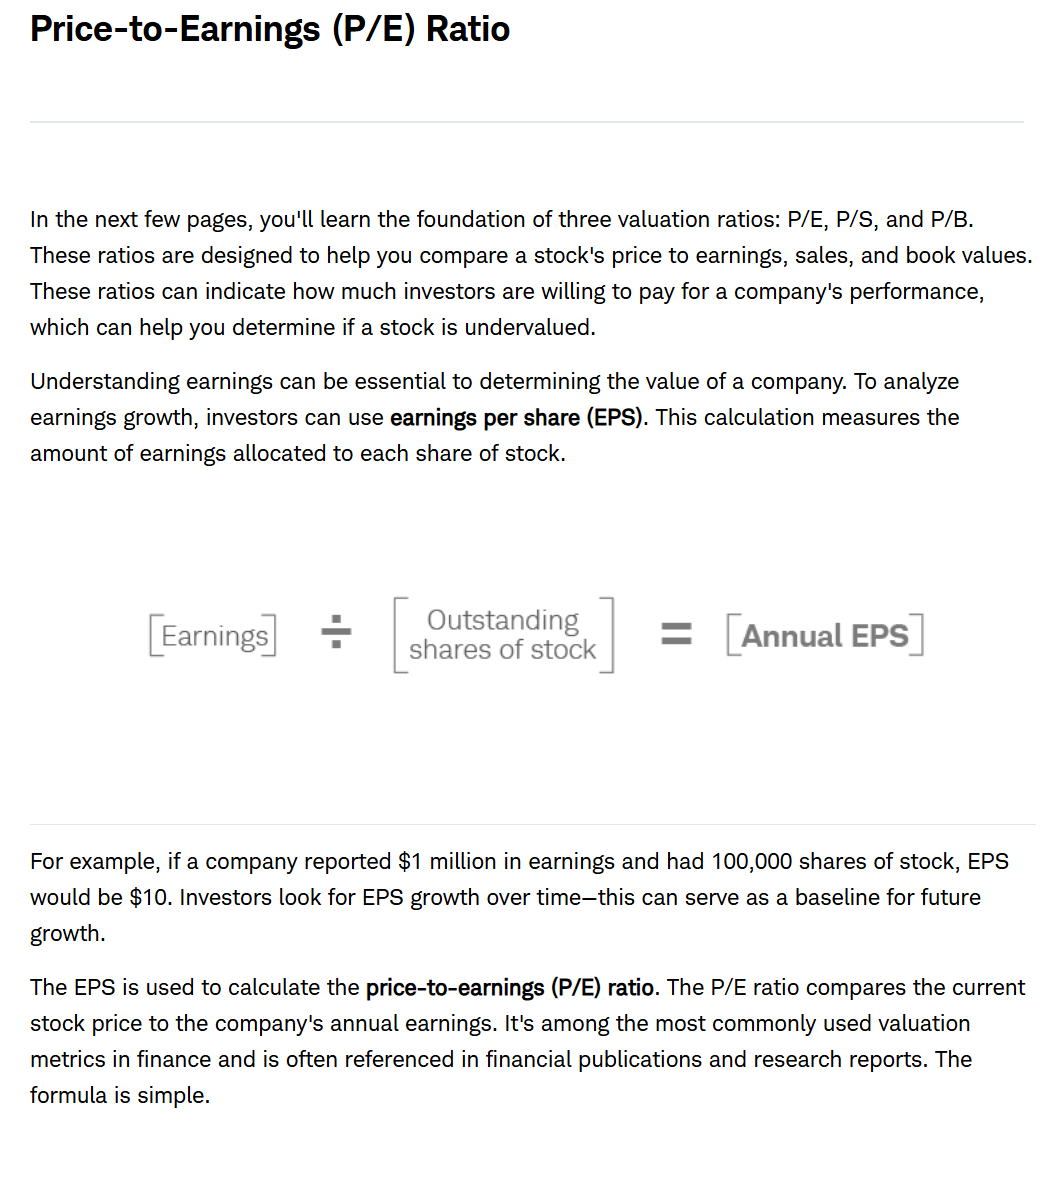 Price-to-Earnings (P/E) Ratio
In the next few pages, you'll learn the foundation of three valuation ratios: P/E, P/S, and P/B.
These ratios are designed to help you compare a stock's price to earnings, sales, and book values.
These ratios can indicate how much investors are willing to pay for a company's performance,
which can help you determine if a stock is undervalued.
Understanding earnings can be essential to determining the value of a company. To analyze
earnings growth, investors can use earnings per share (EPS). This calculation measures the
amount of earnings allocated to each share of stock.
[Earnings] ÷ [Outstanding
shares of stock] = [Annual EPS]
For example, if a company reported $1 million in earnings and had 100,000 shares of stock, EPS
would be $10. Investors look for EPS growth over time—this can serve as a baseline for future
growth.
The EPS is used to calculate the price-to-earnings (P/E) ratio. The P/E ratio compares the current
stock price to the company's annual earnings. It's among the most commonly used valuation
metrics in finance and is often referenced in financial publications and research reports. The
formula is simple.